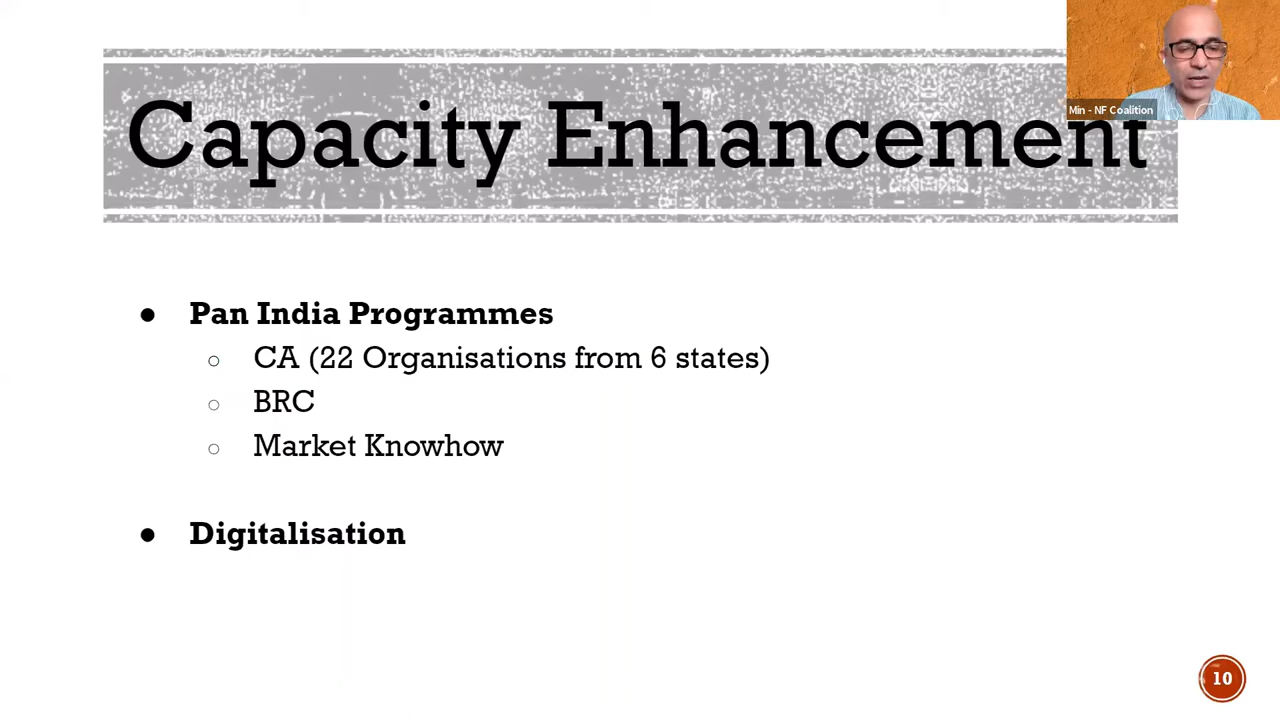 Capacity Enhancement
Min - NF Coalition
● Pan India Programmes
○ CA (22 Organisations from 6 states)
○ BRC
○ Market Knowhow
● Digitalisation
10